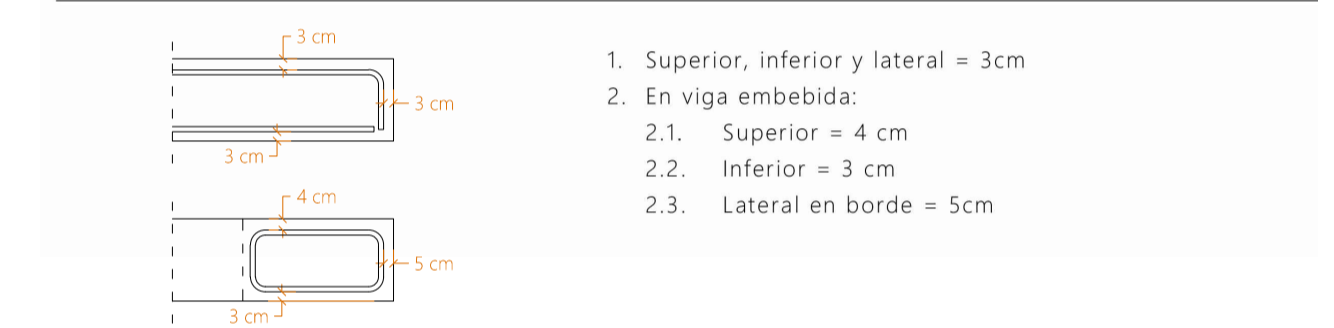 3 cm
3 cm
3 cm
4 cm
5 cm
3 cm
1. Superior, inferior y lateral = 3cm
2. En viga embebida:
2.1. Superior = 4 cm
2.2. Inferior = 3 cm
2.3. Lateral en borde = 5cm